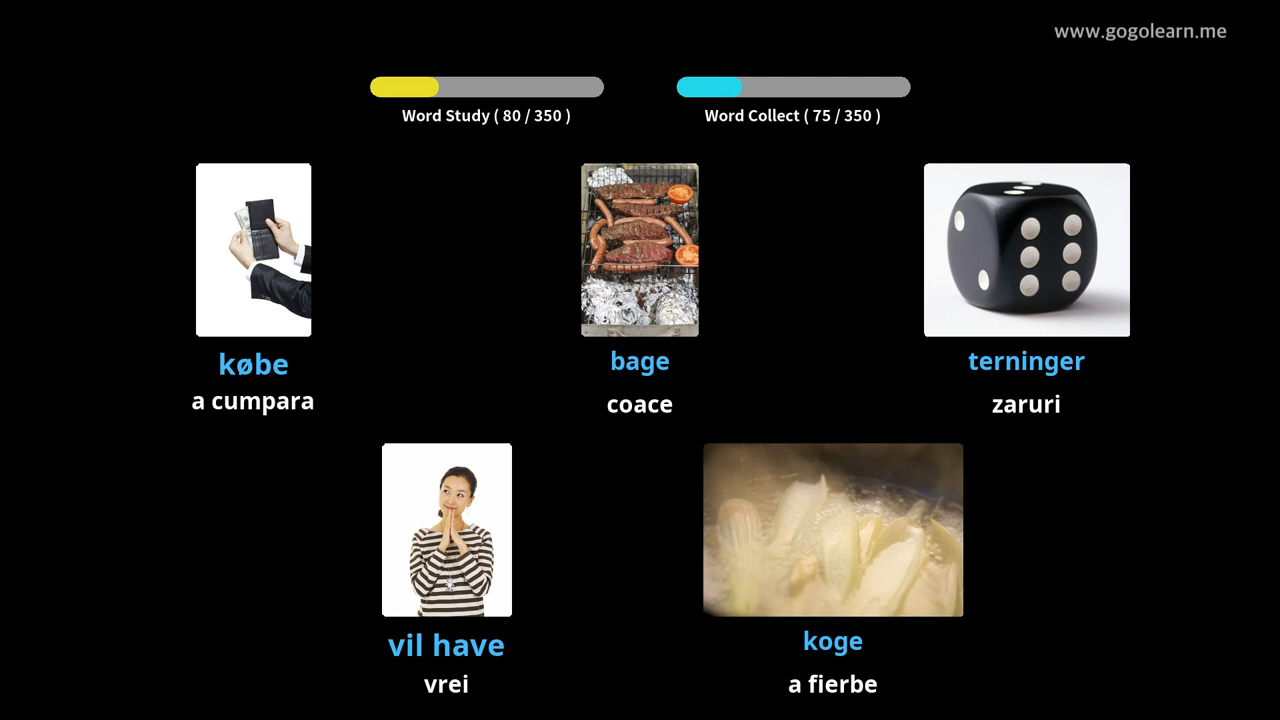 www.gogolearn.me
Word Study ( 80 / 350 )
Word Collect ( 75 / 350 )
købe
a cumpara
bage
coace
terninger
zaruri
vil have
vrei
koge
a fierbe